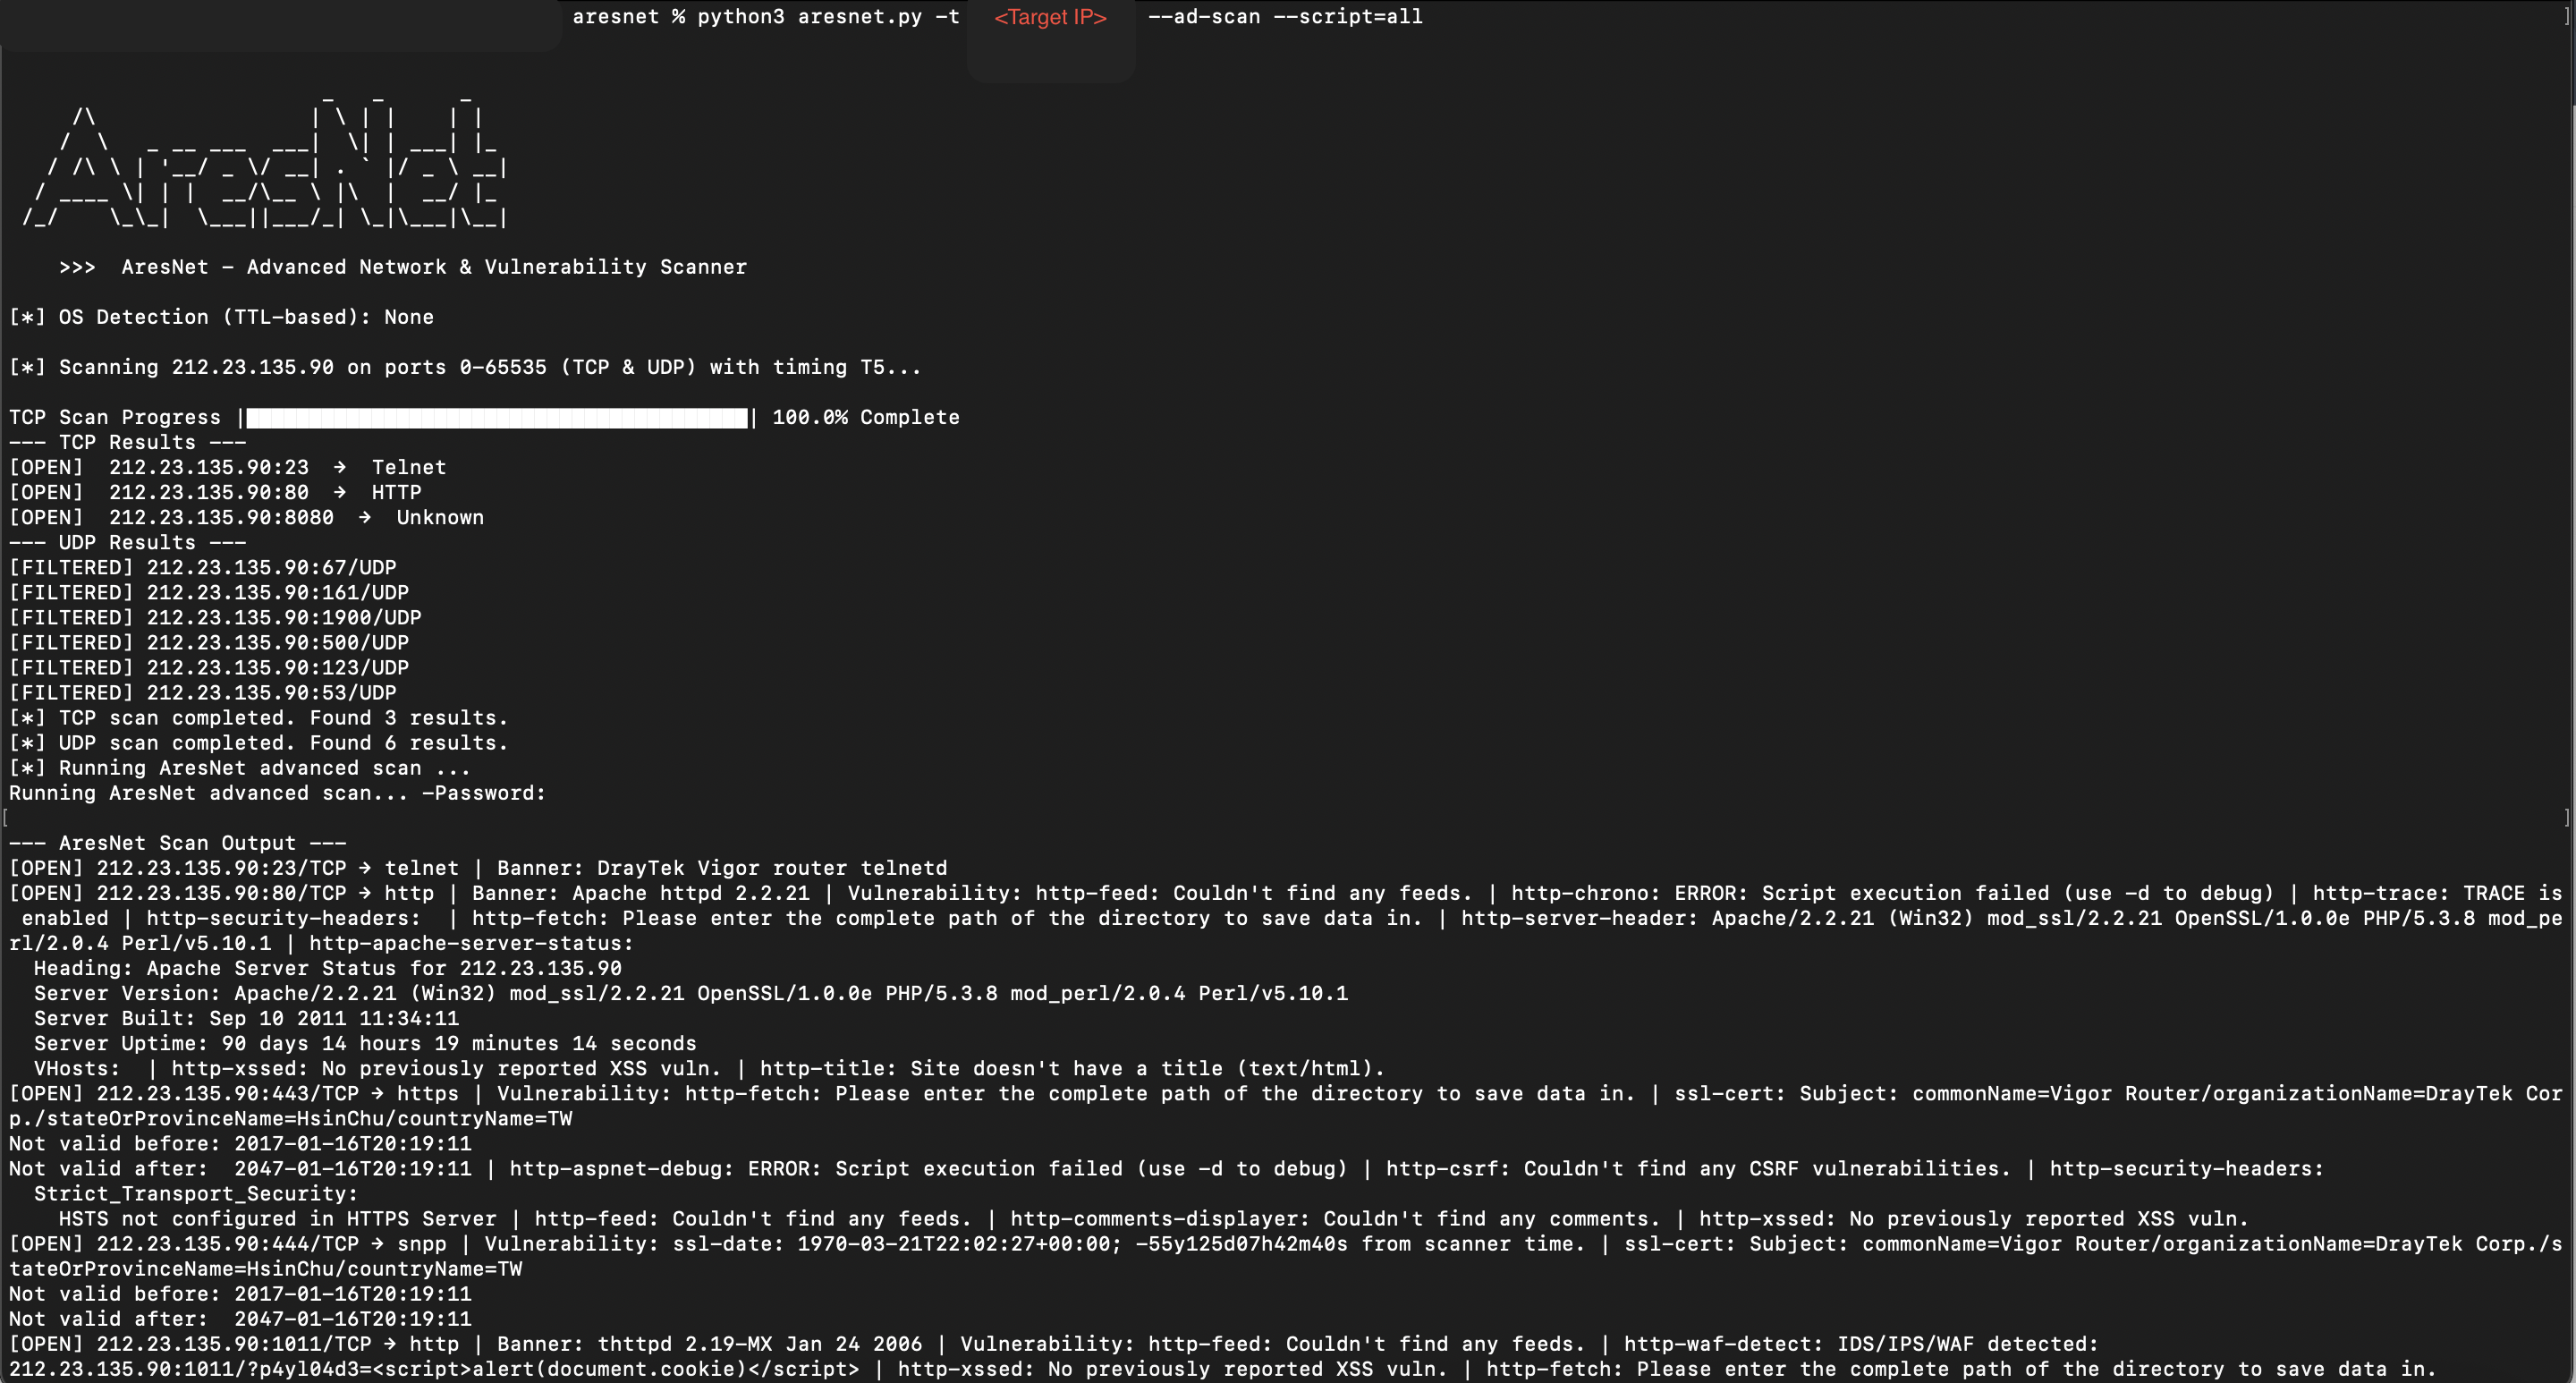 aresnet % python3 aresnet.py -t <Target IP> --ad-scan --script=all
>>>  AresNet - Advanced Network & Vulnerability Scanner
[*] OS Detection (TTL-based): None
[*] Scanning 212.23.135.90 on ports 0-65535 (TCP & UDP) with timing T5...
TCP Scan Progress |████████████████████████████████████████| 100.0% Complete
--- TCP Results ---
[OPEN]  212.23.135.90:23  →  Telnet
[OPEN]  212.23.135.90:80  →  HTTP
[OPEN]  212.23.135.90:8080  →  Unknown
--- UDP Results ---
[FILTERED] 212.23.135.90:67/UDP
[FILTERED] 212.23.135.90:161/UDP
[FILTERED] 212.23.135.90:1900/UDP
[FILTERED] 212.23.135.90:500/UDP
[FILTERED] 212.23.135.90:123/UDP
[FILTERED] 212.23.135.90:53/UDP
[*] TCP scan completed. Found 3 results.
[*] UDP scan completed. Found 6 results.
[*] Running AresNet advanced scan ...
Running AresNet advanced scan... -Password:
--- AresNet Scan Output ---
[OPEN] 212.23.135.90:23/TCP → telnet | Banner: DrayTek Vigor router telnetd
[OPEN] 212.23.135.90:80/TCP → http | Banner: Apache httpd 2.2.21 | Vulnerability: http-feed: Couldn't find any feeds. | http-chrono: ERROR: Script execution failed (use -d to debug) | http-trace: TRACE is
 enabled | http-security-headers:  | http-fetch: Please enter the complete path of the directory to save data in. | http-server-header: Apache/2.2.21 (Win32) mod_ssl/2.2.21 OpenSSL/1.0.0e PHP/5.3.8 mod_pe
rl/2.0.4 Perl/v5.10.1 | http-apache-server-status:
  Heading: Apache Server Status for 212.23.135.90
  Server Version: Apache/2.2.21 (Win32) mod_ssl/2.2.21 OpenSSL/1.0.0e PHP/5.3.8 mod_perl/2.0.4 Perl/v5.10.1
  Server Built: Sep 10 2011 11:34:11
  Server Uptime: 90 days 14 hours 19 minutes 14 seconds
  VHosts:  | http-xssed: No previously reported XSS vuln. | http-title: Site doesn't have a title (text/html).
[OPEN] 212.23.135.90:443/TCP → https | Vulnerability: http-fetch: Please enter the complete path of the directory to save data in. | ssl-cert: Subject: commonName=Vigor Router/organizationName=DrayTek Cor
p./stateOrProvinceName=HsinChu/countryName=TW
Not valid before: 2017-01-16T20:19:11
Not valid after:  2047-01-16T20:19:11 | http-aspnet-debug: ERROR: Script execution failed (use -d to debug) | http-csrf: Couldn't find any CSRF vulnerabilities. | http-security-headers:
  Strict_Transport_Security:
    HSTS not configured in HTTPS Server | http-feed: Couldn't find any feeds. | http-comments-displayer: Couldn't find any comments. | http-xssed: No previously reported XSS vuln.
[OPEN] 212.23.135.90:444/TCP → snpp | Vulnerability: ssl-date: 1970-03-21T22:02:27+00:00; -55y125d07h42m40s from scanner time. | ssl-cert: Subject: commonName=Vigor Router/organizationName=DrayTek Corp./s
tateOrProvinceName=HsinChu/countryName=TW
Not valid before: 2017-01-16T20:19:11
Not valid after:  2047-01-16T20:19:11
[OPEN] 212.23.135.90:1011/TCP → http | Banner: thttpd 2.19-MX Jan 24 2006 | Vulnerability: http-feed: Couldn't find any feeds. | http-waf-detect: IDS/IPS/WAF detected:
212.23.135.90:1011/?p4yl04d3=<script>alert(document.cookie)</script> | http-xssed: No previously reported XSS vuln. | http-fetch: Please enter the complete path of the directory to save data in.